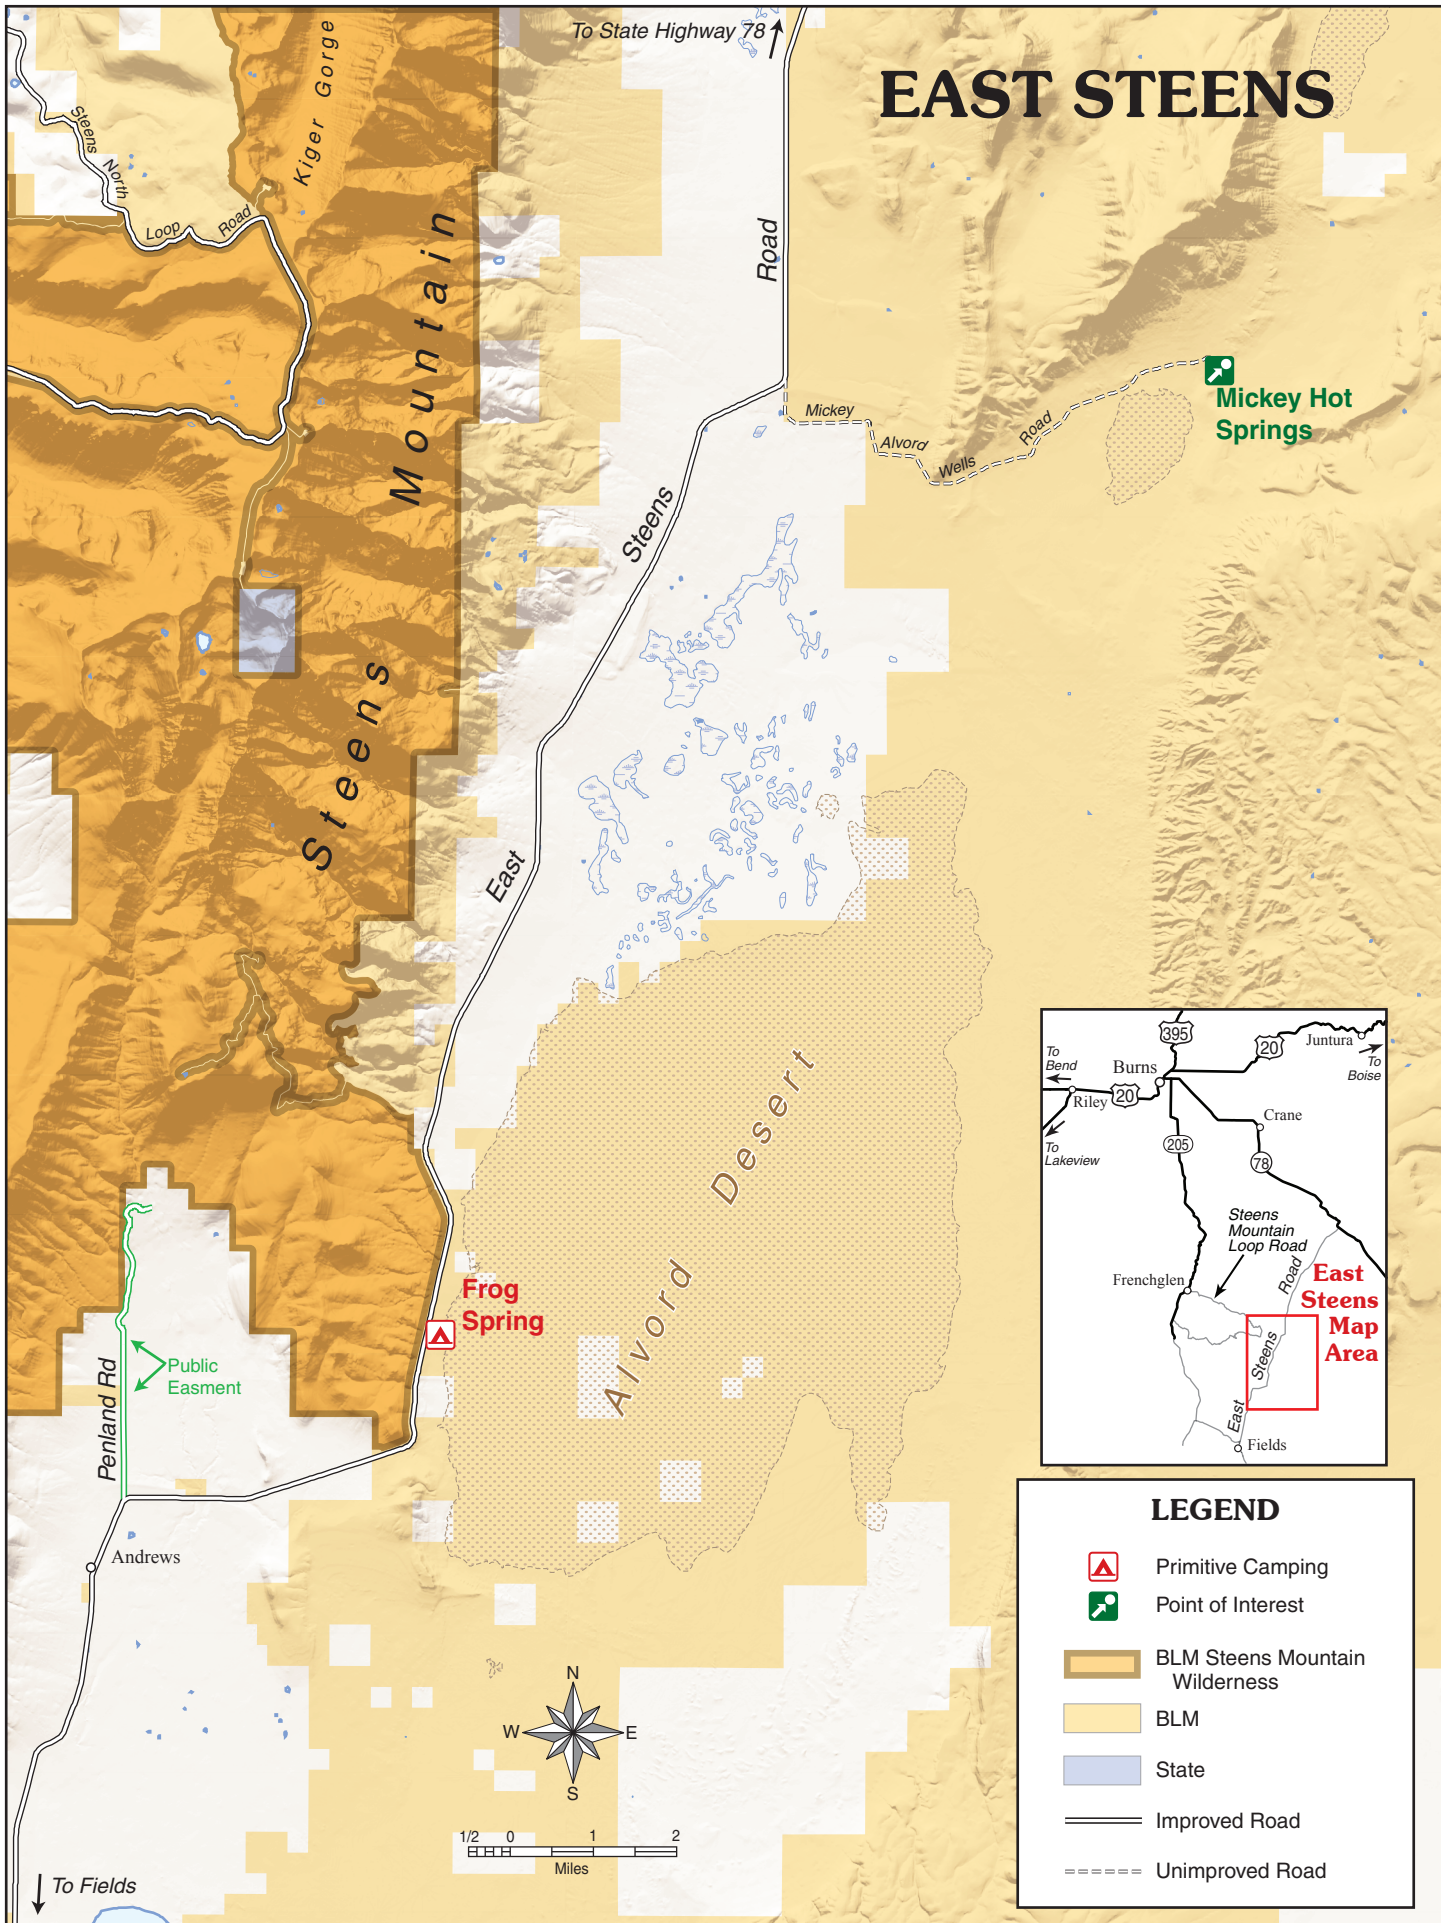 To State Highway 78
EAST STEENS
Kiger Gorge
Steens
North
Loop
Road
Road
Mountain
Steens
Mickey
Alvord
Wells
Road
Mickey Hot
Springs
Steens
East
Alvord Desert
Frog
Spring
Public
Easment
Penland Rd
Andrews
To Fields
N
W
E
S
1/2 0 1 2
Miles
395
20
Juntura
To
Bend
Burns
To
Boise
Riley
20
Crane
To
Lakeview
205
78
Steens
Mountain
Loop Road
Frenchglen
Road
East
Steens
Map
Area
Steens
East
Fields
LEGEND
Primitive Camping
Point of Interest
BLM Steens Mountain
Wilderness
BLM
State
Improved Road
Unimproved Road